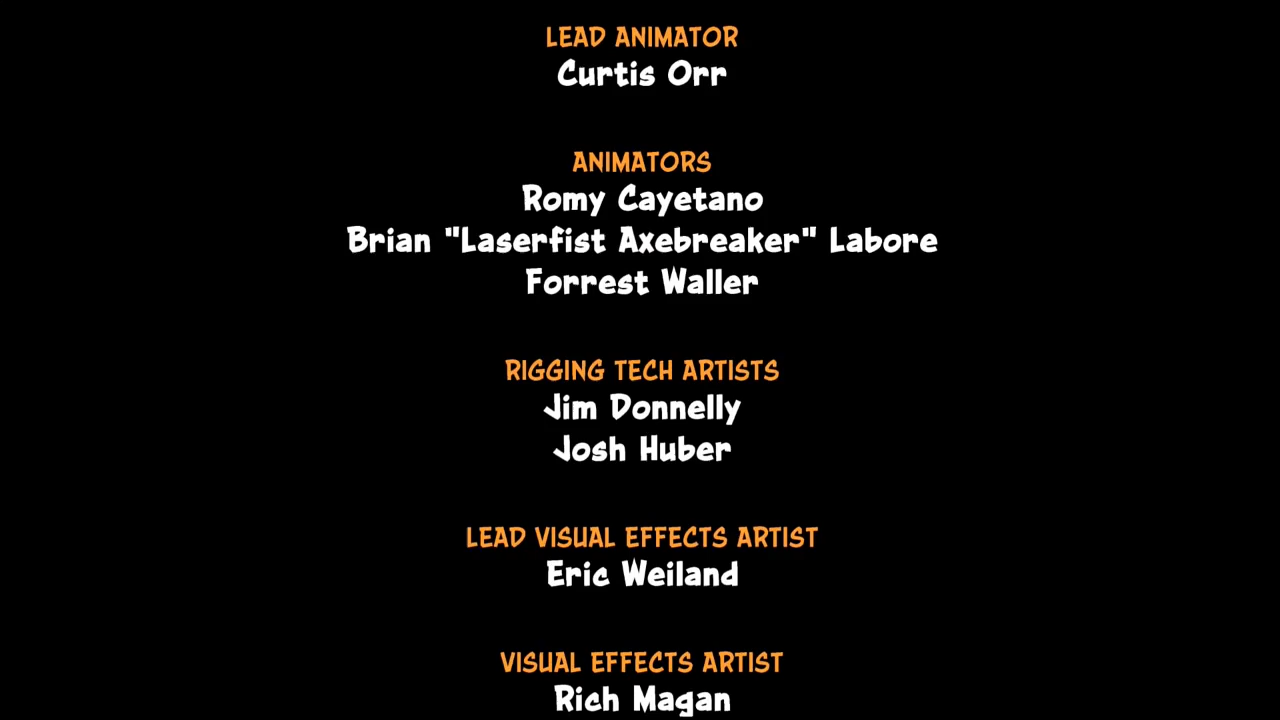 LEAD ANIMATOR
Curtis Orr
ANIMATORS
Romy Cayetano
Brian "Laserfist Axebreaker" Labore
Forrest Waller
RIGGING TECH ARTISTS
Jim Donnelly
Josh Huber
LEAD VISUAL EFFECTS ARTIST
Eric Weiland
VISUAL EFFECTS ARTIST
Rich Magan